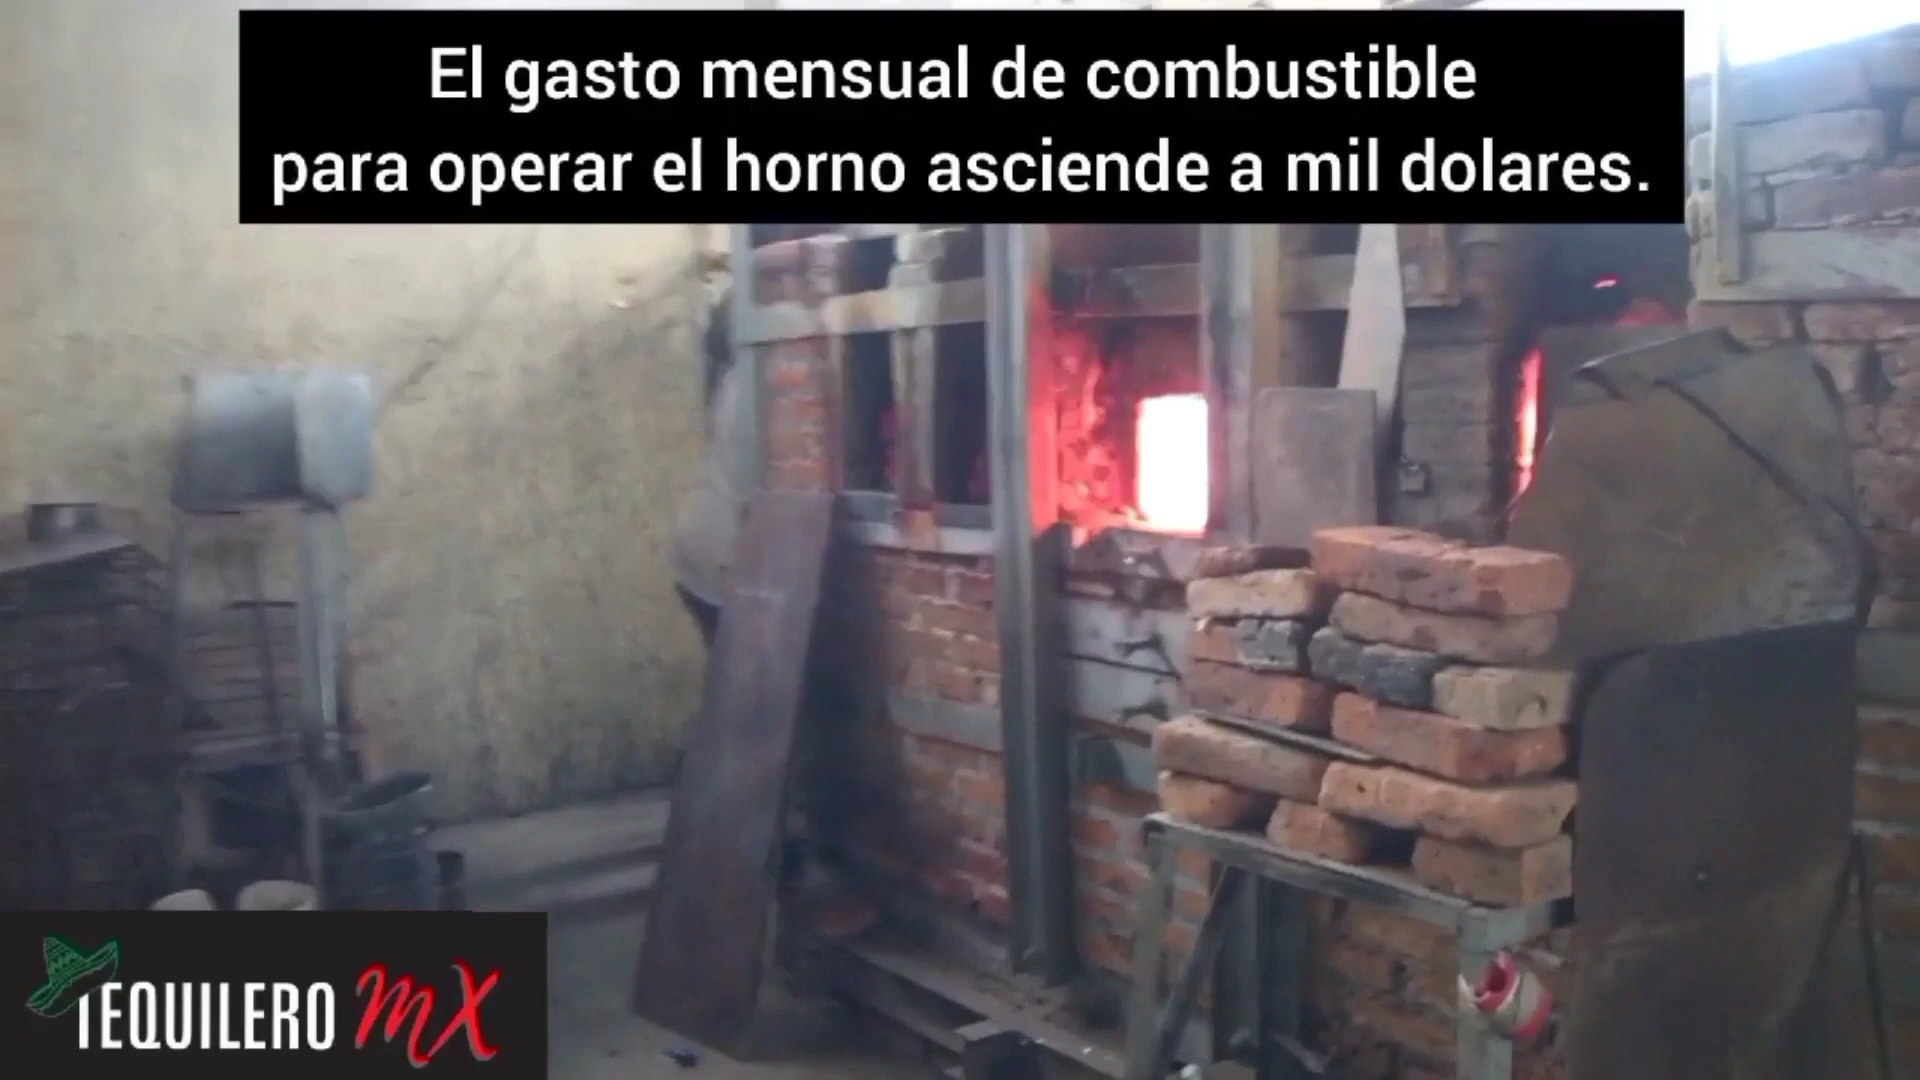 El gasto mensual de combustible
para operar el horno asciende a mil dolares.
TEQUILERO MX